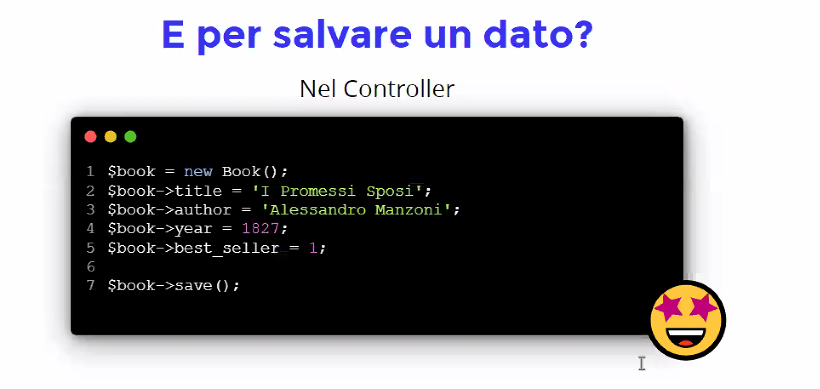 E per salvare un dato?
Nel Controller
1 $book = new Book();
2 $book->title = 'I Promessi Sposi';
3 $book->author = 'Alessandro Manzoni';
4 $book->year = 1827;
5 $book->best_seller = 1;
6
7 $book->save();